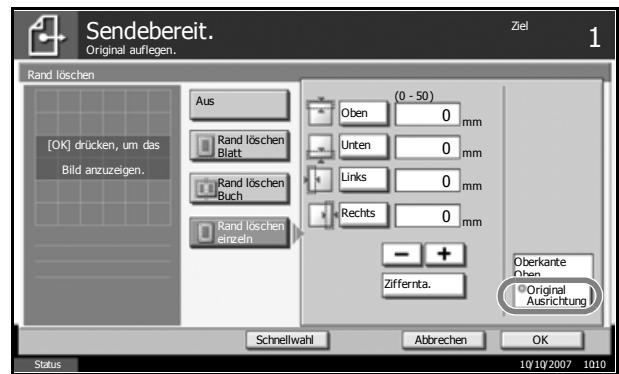 Sendebereit.
Original auflegen.
Ziel
1
Rand löschen
[OK] drücken, um das
Bild anzuzeigen.
Aus
Rand löschen
Blatt
Rand löschen
Buch
Rand löschen
einzeln
(0 - 50)
Oben 0 mm
Unten 0 mm
Links 0 mm
Rechts 0 mm
− +
Ziffernta.
Oberkante
Oben
Original
Ausrichtung
Schnellwahl
Abbrechen
OK
Status
10/10/2007 1010